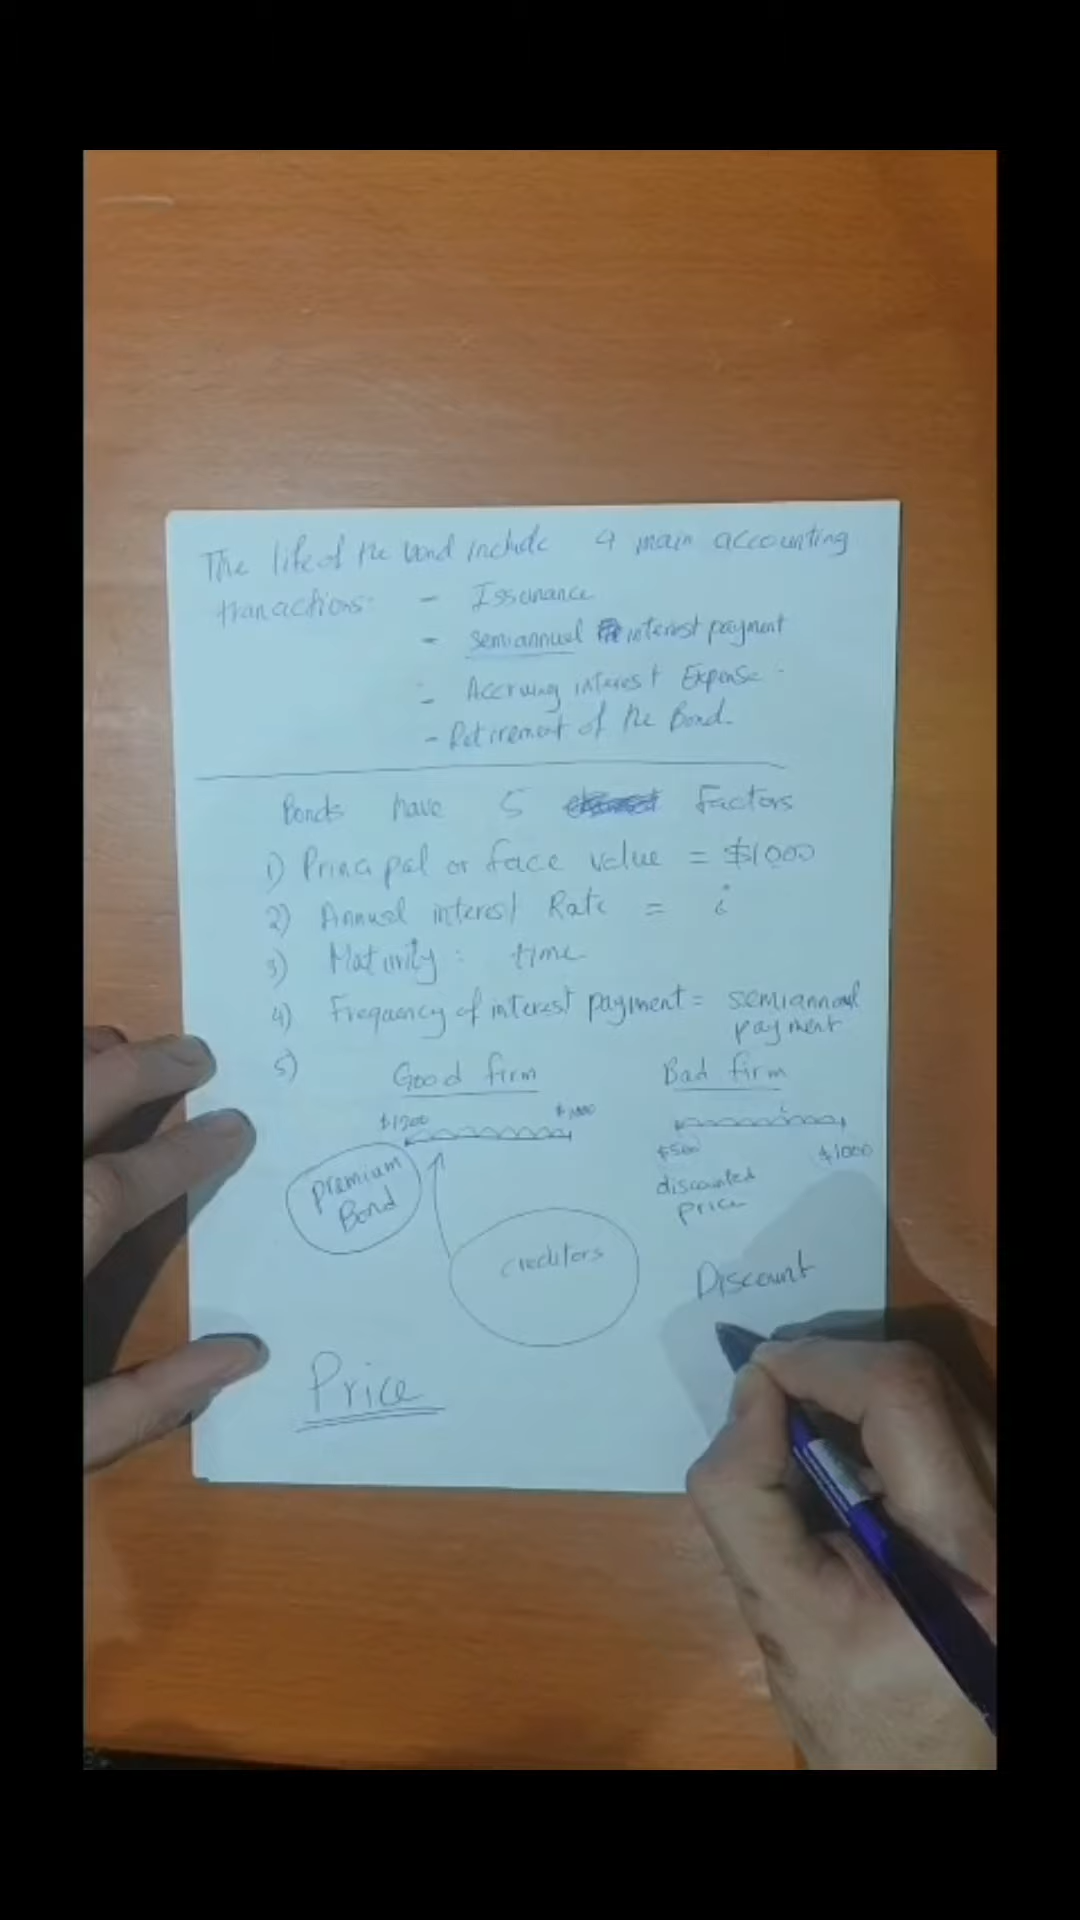 The life of the bond include 4 main accounting
tranactions: - Issuance
- semiannual interest payment
- Accruing interest Expense -
- Retirement of the Bond.
Bonds have 5 Factors
1) Principal or face value = $1000
2) Annual interest Rate = i
3) Maturity: time
4) Frequency of interest payment = semiannual
payment
5) Good firm Bad firm
$1200 $1000
$500 $1000
premium
Bond
discounted
price
creditors
Discount
Price